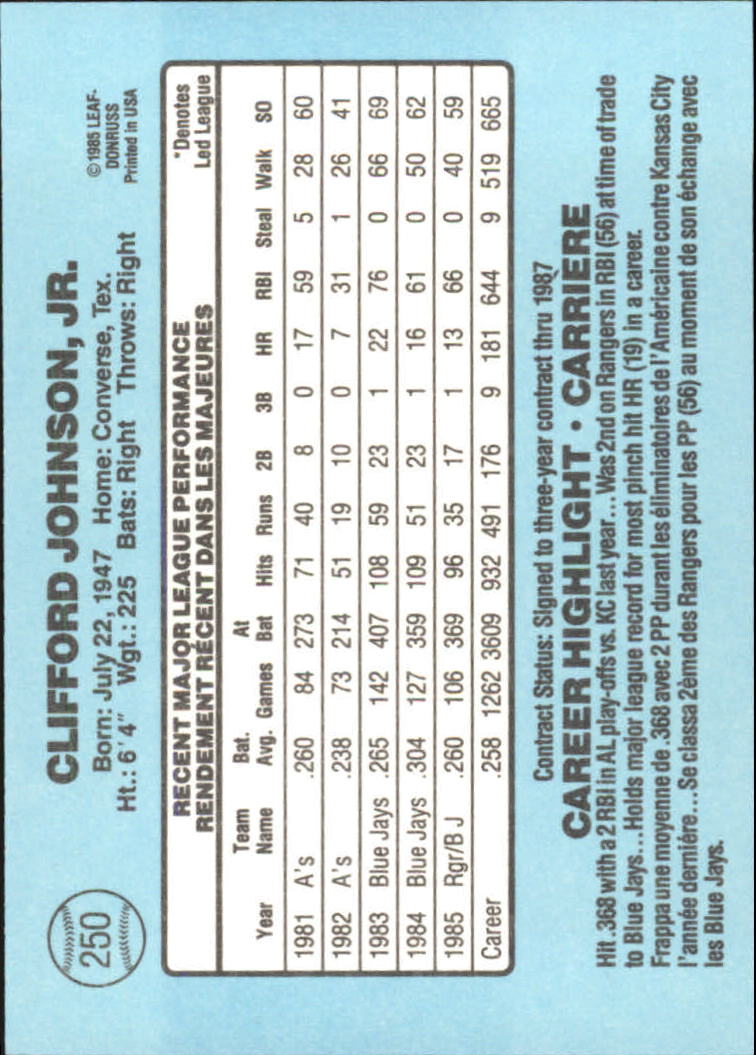 250
CLIFFORD JOHNSON, JR.
Born: July 22, 1947 Home: Converse, Tex.
Ht.: 6'4" Wgt.: 225 Bats: Right Throws: Right
©1985 LEAF-
DONRUSS
Printed in USA
RECENT MAJOR LEAGUE PERFORMANCE
RENDEMENT RÉCENT DANS LES MAJEURES
*Denotes
Led League
Year Team Name Bat. Avg. Games At Bat Hits Runs 2B 3B HR RBI Steal Walk SO
1981 A's .260 84 273 71 40 8 0 17 59 5 28 60
1982 A's .238 73 214 51 19 10 0 7 31 1 26 41
1983 Blue Jays .265 142 407 108 59 23 1 22 76 0 66 69
1984 Blue Jays .304 127 359 109 51 23 1 16 61 0 50 62
1985 Rgr/B J .260 106 369 96 35 17 1 13 66 0 40 59
Career .258 1262 3609 932 491 176 9 181 644 9 519 665
Contract Status: Signed to three-year contract thru 1987
CAREER HIGHLIGHT • CARRIÈRE
Hit .368 with a 2 RBI in AL play-offs vs. KC last year...Was 2nd on Rangers in RBI (56) at time of trade
to Blue Jays...Holds major league record for most pinch hit HR (19) in a career.
Frappa une moyenne de .368 avec 2 PP durant les éliminatoires de l'Américaine contre Kansas City
l'année dernière...Se classa 2ème des Rangers pour les PP (56) au moment de son échange avec
les Blue Jays.